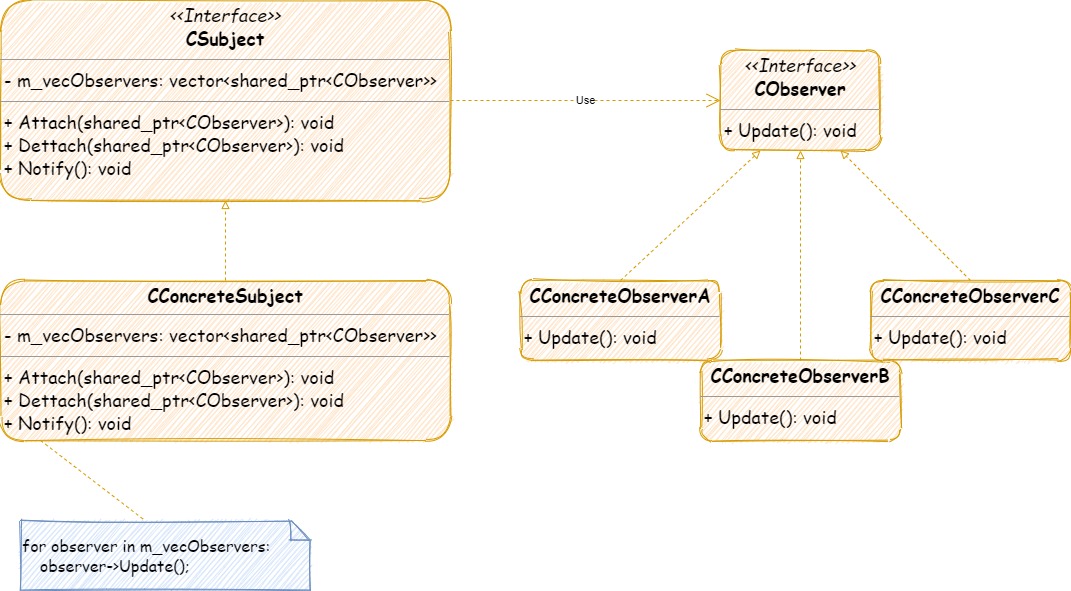 <<Interface>>
CSubject
- m_vecObservers: vector<shared_ptr<CObserver>>
+ Attach(shared_ptr<CObserver>): void
+ Dettach(shared_ptr<CObserver>): void
+ Notify(): void
Use
<<Interface>>
CObserver
+ Update(): void
CConcreteSubject
- m_vecObservers: vector<shared_ptr<CObserver>>
+ Attach(shared_ptr<CObserver>): void
+ Dettach(shared_ptr<CObserver>): void
+ Notify(): void
CConcreteObserverA
+ Update(): void
CConcreteObserverB
+ Update(): void
CConcreteObserverC
+ Update(): void
for observer in m_vecObservers:
observer->Update();